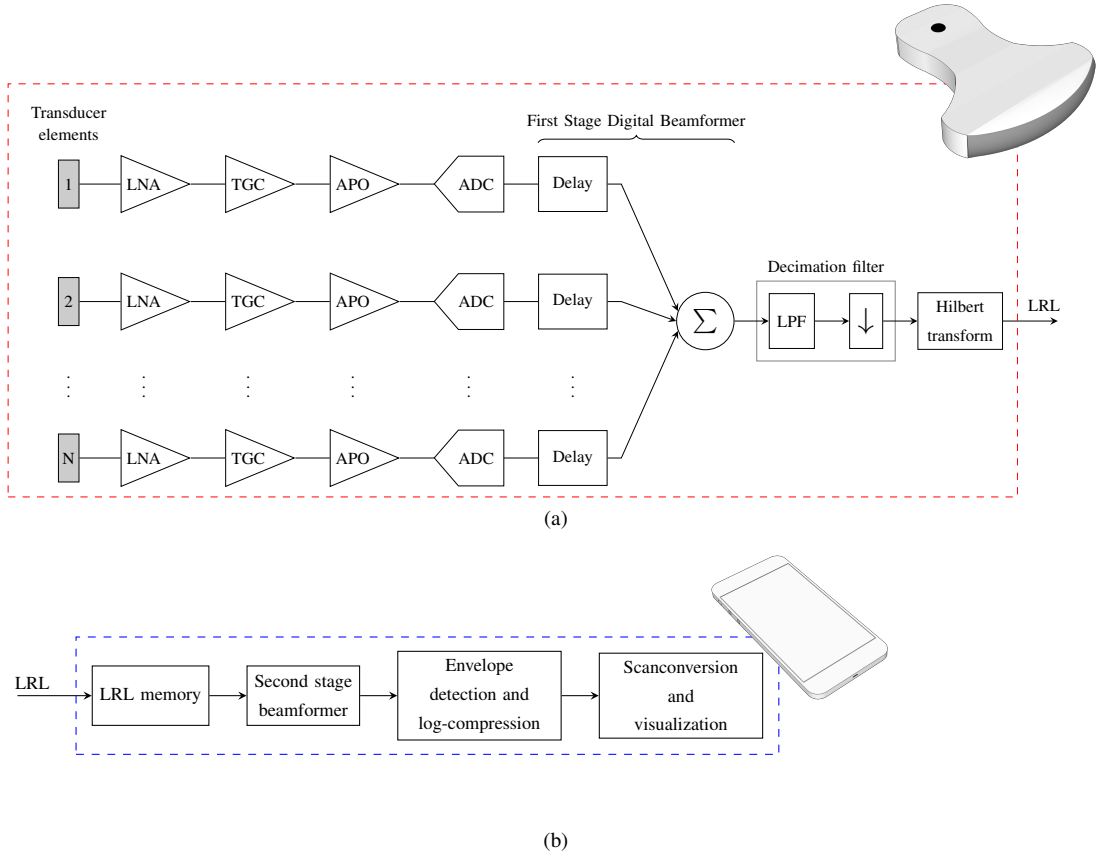 Transducer
elements
First Stage Digital Beamformer
1 LNA TGC APO ADC Delay
2 LNA TGC APO ADC Delay
Decimation filter
∑ LPF ↓ Hilbert
transform
LRL
N LNA TGC APO ADC Delay
(a)
LRL
LRL memory
Second stage
beamformer
Envelope
detection and
log-compression
Scanconversion
and
visualization
(b)